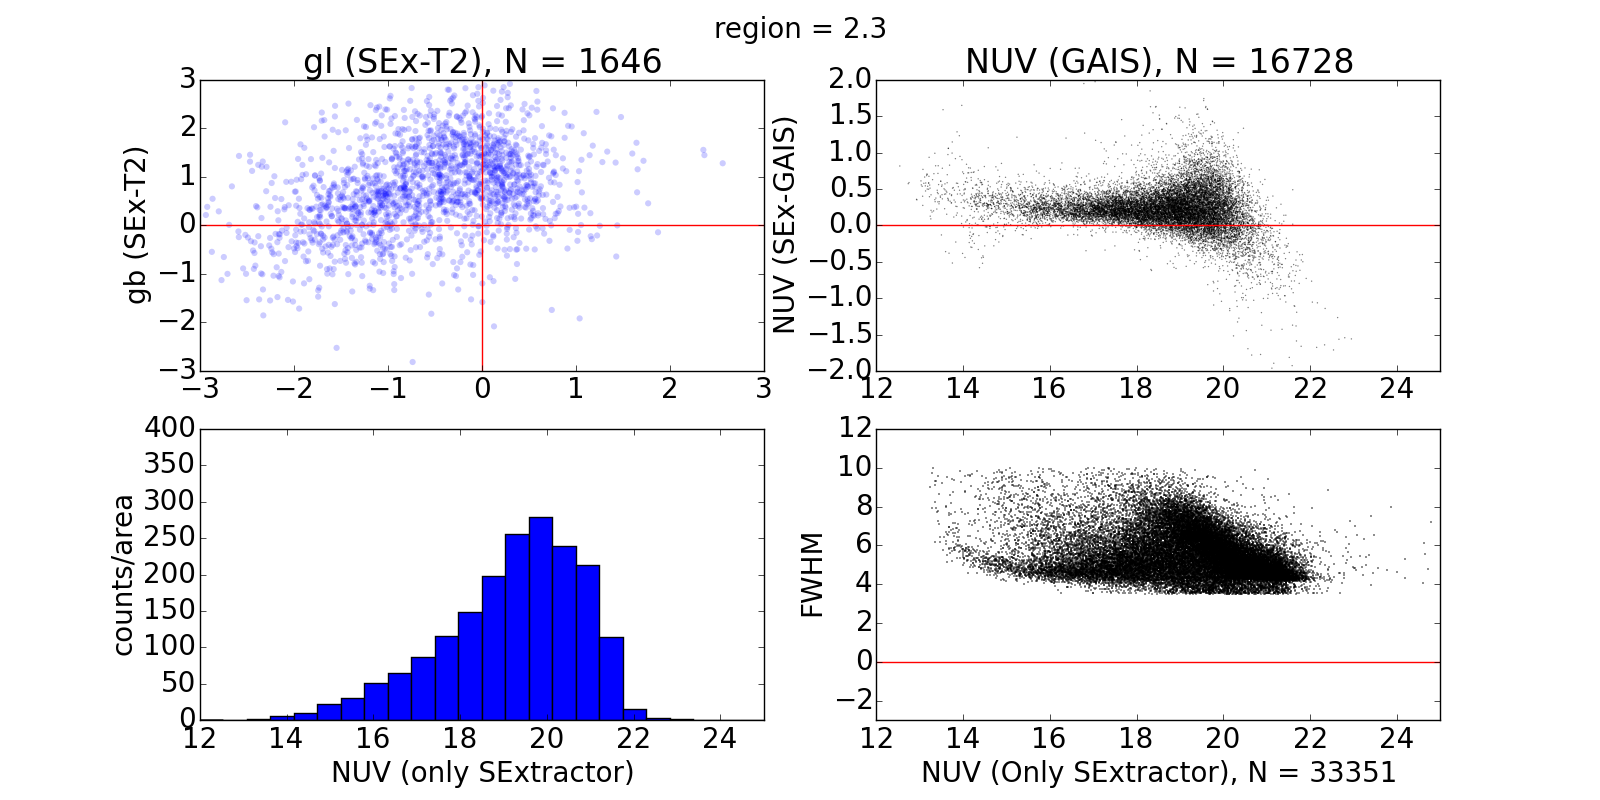 region = 2.3
gl (SEx-T2), N = 1646
NUV (GAIS), N = 16728
gb (SEx-T2)
3
2
1
0
−1
−2
−3
−3 −2 −1 0 1 2 3
NUV (SEx-GAIS)
2.0
1.5
1.0
0.5
0.0
−0.5
−1.0
−1.5
−2.0
12 14 16 18 20 22 24
counts/area
400
350
300
250
200
150
100
50
0
12 14 16 18 20 22 24
NUV (only SExtractor)
FWHM
12
10
8
6
4
2
0
−2
12 14 16 18 20 22 24
NUV (Only SExtractor), N = 33351